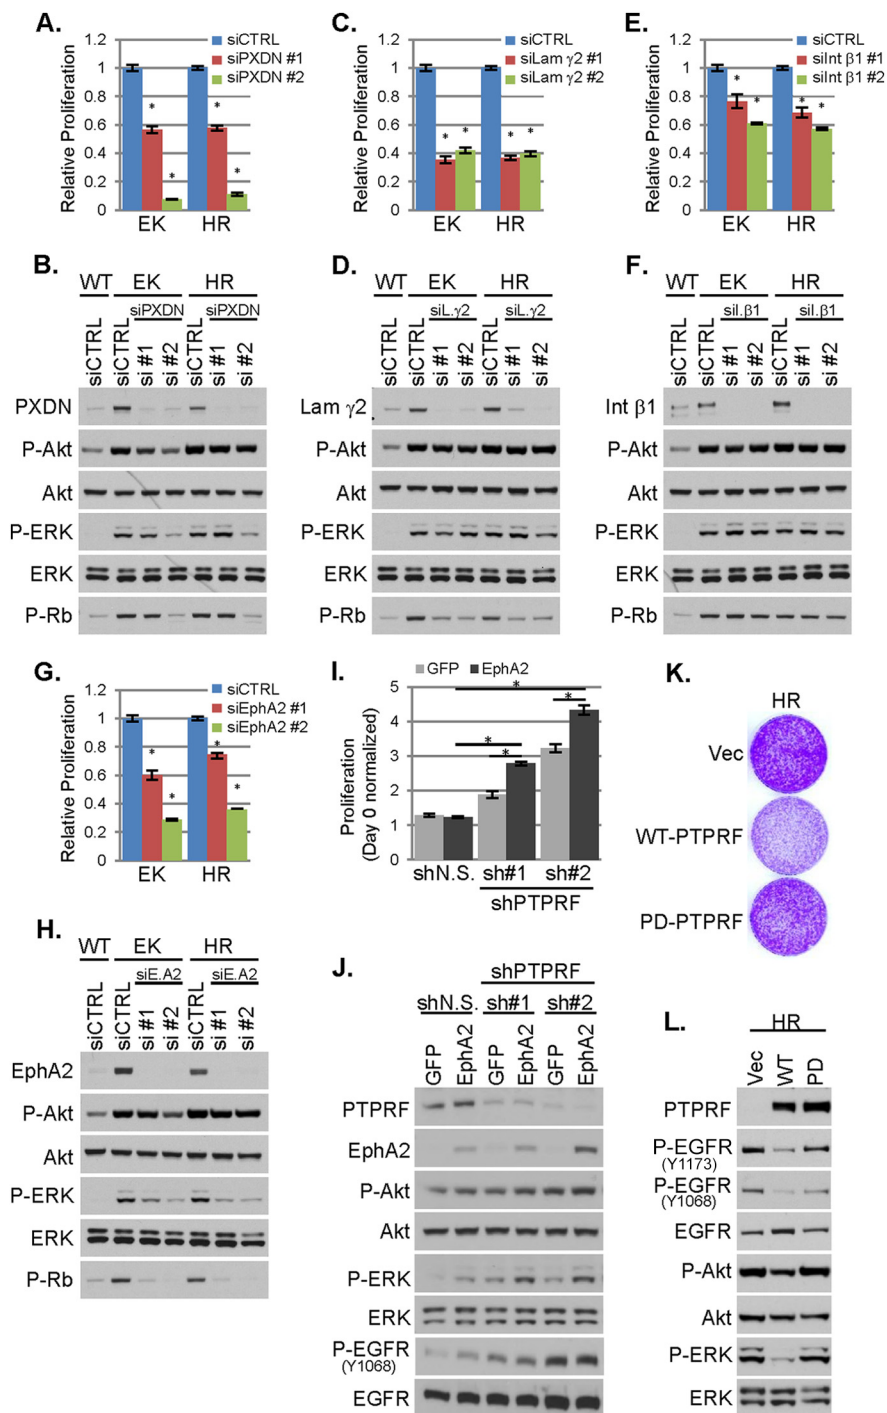 A.
1.2
1
0.8
0.6
0.4
0.2
0
Relative Proliferation
siCTRL
siPXDN #1
siPXDN #2
* * * *
EK HR
C.
1.2
1
0.8
0.6
0.4
0.2
0
Relative Proliferation
siCTRL
siLam γ2 #1
siLam γ2 #2
* * * *
EK HR
E.
1.2
1
0.8
0.6
0.4
0.2
0
Relative Proliferation
siCTRL
siInt β1 #1
siInt β1 #2
* * * *
EK HR
B.
WT EK HR
siPXDN siPXDN
siCTRL siCTRL si #1 si #2 siCTRL si #1 si #2
PXDN
P-Akt
Akt
P-ERK
ERK
P-Rb
D.
WT EK HR
siL.γ2 siL.γ2
siCTRL siCTRL si #1 si #2 siCTRL si #1 si #2
Lam γ2
P-Akt
Akt
P-ERK
ERK
P-Rb
F.
WT EK HR
siI.β1 siI.β1
siCTRL siCTRL si #1 si #2 siCTRL si #1 si #2
Int β1
P-Akt
Akt
P-ERK
ERK
P-Rb
G.
1.2
1
0.8
0.6
0.4
0.2
0
Relative Proliferation
siCTRL
siEphA2 #1
siEphA2 #2
* * * *
EK HR
I.
GFP EphA2
5
4
3
2
1
0
Proliferation
(Day 0 normalized)
* * * *
shN.S. sh#1 sh#2
shPTPRF
K.
HR
Vec
WT-PTPRF
PD-PTPRF
H.
WT EK HR
siE.A2 siE.A2
siCTRL siCTRL si #1 si #2 siCTRL si #1 si #2
EphA2
P-Akt
Akt
P-ERK
ERK
P-Rb
J.
shPTPRF
shN.S. sh#1 sh#2
GFP EphA2 GFP EphA2 GFP EphA2
PTPRF
EphA2
P-Akt
Akt
P-ERK
ERK
P-EGFR
(Y1068)
EGFR
L.
HR
Vec WT PD
PTPRF
P-EGFR
(Y1173)
P-EGFR
(Y1068)
EGFR
P-Akt
Akt
P-ERK
ERK